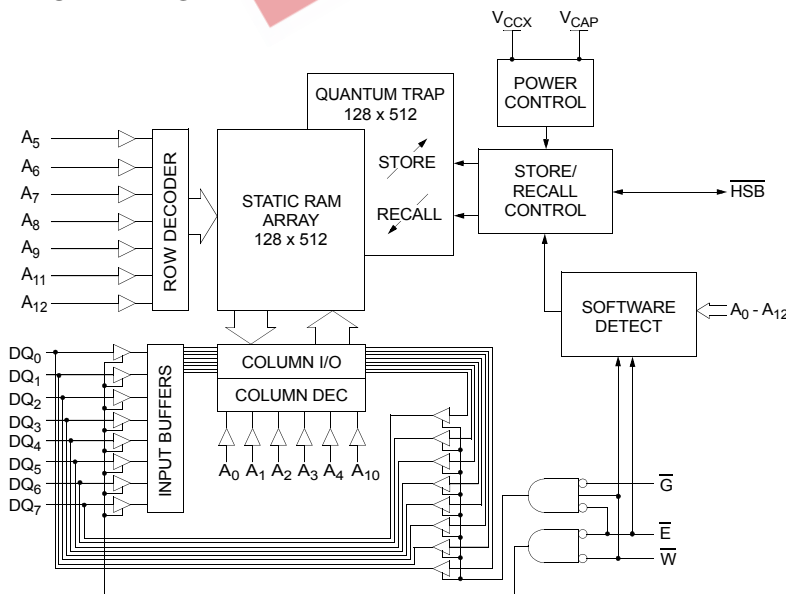 V_CCX V_CAP
POWER
CONTROL
QUANTUM TRAP
128 x 512
STORE
RECALL
STORE/
RECALL
CONTROL
HSB
A5
A6
A7
A8
A9
A11
A12
ROW DECODER
STATIC RAM
ARRAY
128 x 512
SOFTWARE
DETECT
A0 - A12
DQ0
DQ1
DQ2
DQ3
DQ4
DQ5
DQ6
DQ7
INPUT BUFFERS
COLUMN I/O
COLUMN DEC
A0 A1 A2 A3 A4 A10
G
E
W